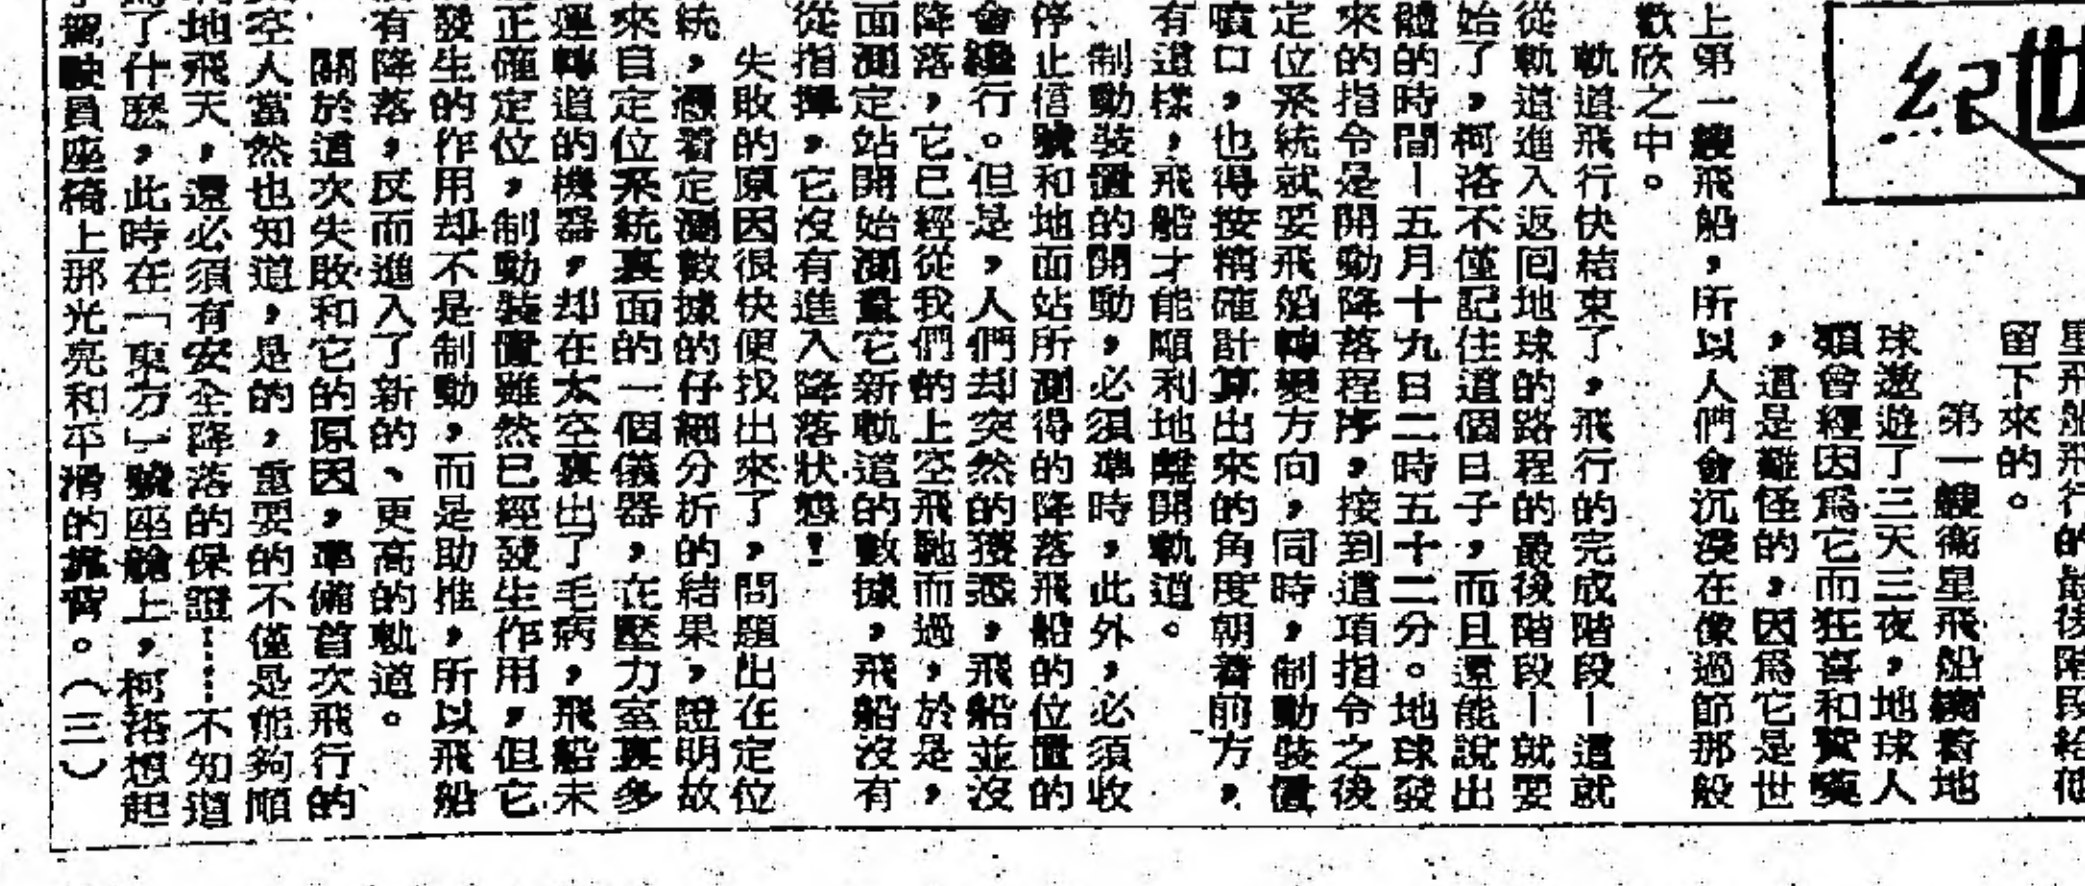 世紀
星飛船飛行的最後階段給他
留下來的。
第一艘衛星飛船繞着地
球遨遊了三天三夜，地球人
類曾經因爲它而狂喜和贊嘆
，這是難怪的，因爲它是世
上第一艘飛船，所以人們會沉浸在像過節那般
歡欣之中。
軌道飛行快結束了，飛行的完成階段－這就
從軌道進入返回地球的路程的最後階段－就要
始了，柯洛不僅記住這個日子，而且還能說出
體的時間－五月十九日二時五十二分。地球發
來的指令是開動降落程序，接到這項指令之後
定位系統就要飛船轉變方向，同時，制動裝置
噴口，也得按精確計算出來的角度朝着前方，
有這樣，飛船才能順利地離開軌道。
制動裝置的開動，必須準時，此外，必須收
停止信號和地面站所測得的降落飛船的位置的
會繼行。但是，人們却突然的獲悉，飛船並沒
降落，它已經從我們的上空飛馳而過，於是，
面測定站開始測量它新軌道的數據，飛船沒有
從指揮，它沒有進入降落狀態！
失敗的原因很快便找出來了，問題出在定位
統，憑着定測數據的仔細分折的結果，證明故
來自定位系統裏面的一個儀器，在壓力室裏多
運轉道的機器，却在太空裏出了毛病，飛船未
正確定位，制動裝置雖然已經發生作用，但它
發生的作用却不是制動，而是助推，所以飛船
有降落，反而進入了新的、更高的軌道。
關於這次失敗和它的原因，準備首次飛行的
空人當然也知道，是的，重要的不僅是能夠順
地飛天，還必須有安全降落的保證……不知道
爲了什麽，此時在「東方」號座艙上，柯洛想起
駕駛員座椅上那光亮和平滑的靠背。（三）